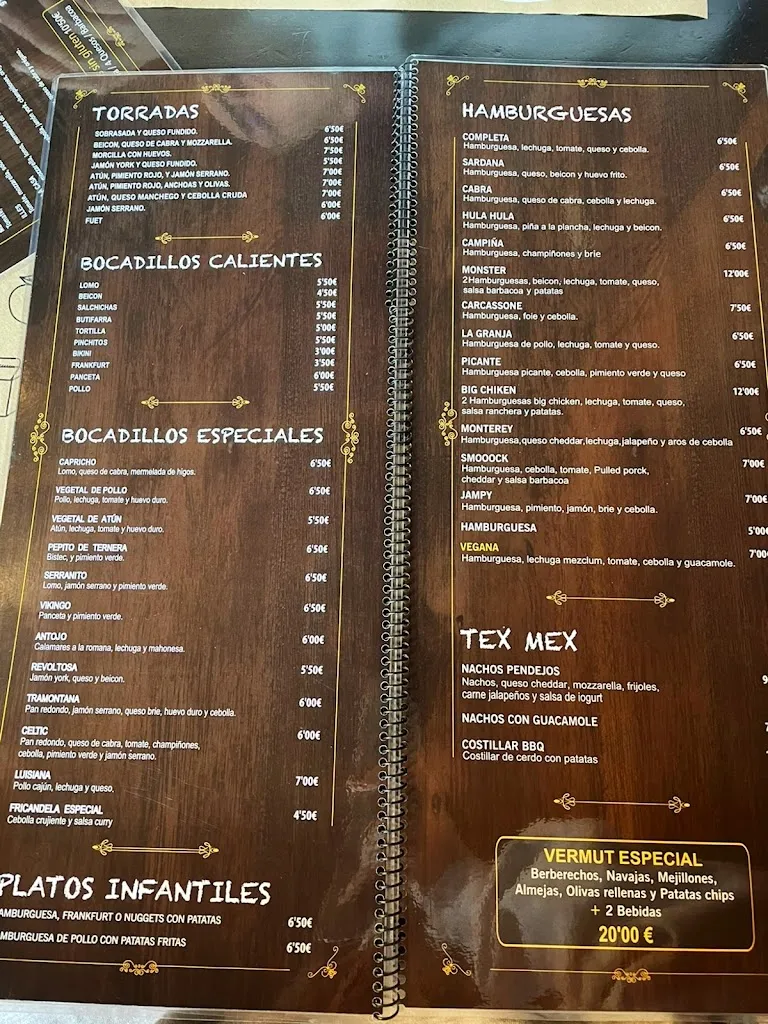 sin gluten 10'50€
/ 4 Quesos / Barbacoa
TORRADAS
SOBRASADA Y QUESO FUNDIDO. 6'50€
BEICON, QUESO DE CABRA Y MOZZARELLA. 6'50€
MORCILLA CON HUEVOS. 7'50€
JAMÓN YORK Y QUESO FUNDIDO. 5'50€
ATÚN, PIMIENTO ROJO, Y JAMÓN SERRANO. 7'00€
ATÚN, PIMIENTO ROJO, ANCHOAS Y OLIVAS. 7'00€
ATÚN, QUESO MANCHEGO Y CEBOLLA CRUDA 7'00€
JAMÓN SERRANO. 6'00€
FUET 6'00€
BOCADILLOS CALIENTES
LOMO 5'50€
BEICON 4'50€
SALCHICHAS 5'50€
BUTIFARRA 5'50€
TORTILLA 5'00€
PINCHITOS 5'50€
BIKINI 3'00€
FRANKFURT 3'50€
PANCETA 6'00€
POLLO 5'50€
BOCADILLOS ESPECIALES
CAPRICHO 6'50€
Lomo, queso de cabra, mermelada de higos.
VEGETAL DE POLLO 6'50€
Pollo, lechuga, tomate y huevo duro.
VEGETAL DE ATÚN 5'50€
Atún, lechuga, tomate y huevo duro.
PEPITO DE TERNERA 6'50€
Bistec, y pimiento verde.
SERRANITO 6'50€
Lomo, jamón serrano y pimiento verde.
VIKINGO 6'50€
Panceta y pimiento verde.
ANTOJO 6'00€
Calamares a la romana, lechuga y mahonesa.
REVOLTOSA 5'50€
Jamón york, queso y beicon.
TRAMONTANA 6'00€
Pan redondo, jamón serrano, queso brie, huevo duro y cebolla.
CELTIC 6'00€
Pan redondo, queso de cabra, tomate, champiñones,
cebolla, pimiento verde y jamón serrano.
LUISIANA 7'00€
Pollo cajún, lechuga y queso.
FRICANDELA ESPECIAL 4'50€
Cebolla crujiente y salsa curry
PLATOS INFANTILES
AMBURGUESA, FRANKFURT O NUGGETS CON PATATAS 6'50€
MBURGUESA DE POLLO CON PATATAS FRITAS 6'50€
HAMBURGUESAS
COMPLETA 6'50€
Hamburguesa, lechuga, tomate, queso y cebolla.
SARDANA 6'50€
Hamburguesa, queso, beicon y huevo frito.
CABRA 6'50€
Hamburguesa, queso de cabra, cebolla y lechuga.
HULA HULA 6'50€
Hamburguesa, piña a la plancha, lechuga y beicon.
CAMPIÑA 6'50€
Hamburguesa, champiñones y brie
MONSTER 12'00€
2 Hamburguesas, beicon, lechuga, tomate, queso,
salsa barbacoa y patatas
CARCASSONE 7'50€
Hamburguesa, foie y cebolla.
LA GRANJA 6'50€
Hamburguesa de pollo, lechuga, tomate y queso.
PICANTE 6'50€
Hamburguesa picante, cebolla, pimiento verde y queso
BIG CHIKEN 12'00€
2 Hamburguesas big chicken, lechuga, tomate, queso,
salsa ranchera y patatas.
MONTEREY 6'50€
Hamburguesa, queso cheddar, lechuga, jalapeño y aros de cebolla
SMOOOCK 7'00€
Hamburguesa, cebolla, tomate, Pulled porck,
cheddar y salsa barbacoa
JAMPY 7'00€
Hamburguesa, pimiento, jamón, brie y cebolla.
HAMBURGUESA 5'00€
VEGANA 7'00€
Hamburguesa, lechuga mezclum, tomate, cebolla y guacamole.
TEX MEX
NACHOS PENDEJOS 9
Nachos, queso cheddar, mozzarella, frijoles,
carne jalapeños y salsa de iogurt
NACHOS CON GUACAMOLE 7
COSTILLAR BBQ
Costillar de cerdo con patatas
VERMUT ESPECIAL
Berberechos, Navajas, Mejillones,
Almejas, Olivas rellenas y Patatas chips
+ 2 Bebidas
20'00 €